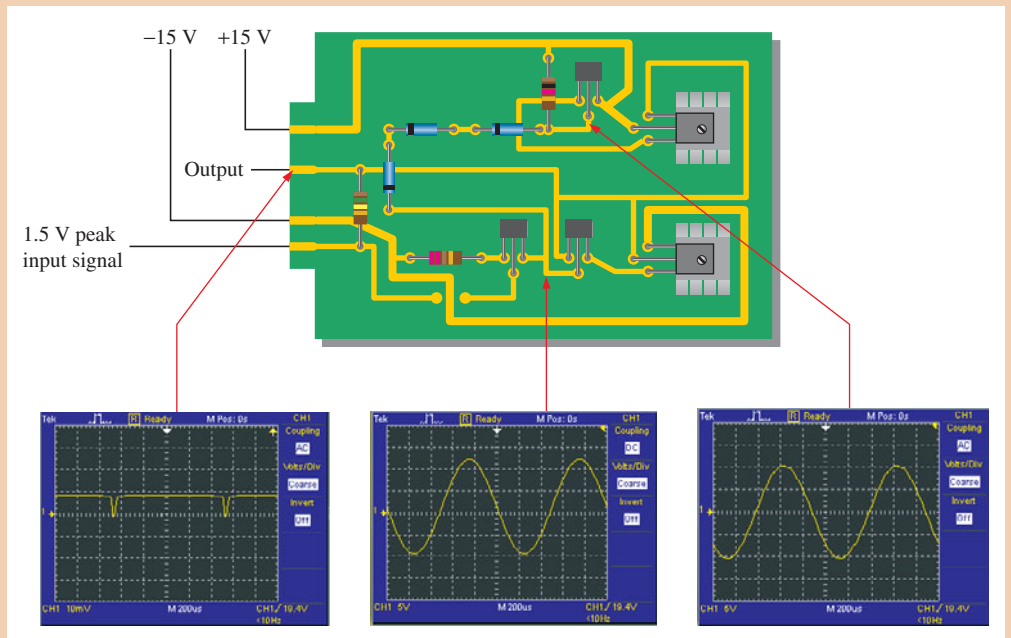 −15 V +15 V
Output
1.5 V peak
input signal
Tek Ready M Pos: 0s CH1
Coupling
AC
Volts/Div
Coarse
Invert
Off
1
CH1 10mV M 200us CH1 / 19.4V
<10Hz
Tek R Ready M Pos: 0s CH1
Coupling
DC
Volts/Div
Coarse
Invert
Off
1
CH1 5V M 200us CH1 / 19.4V
<10Hz
Tek R Ready M Pos: 0s CH1
Coupling
AC
Volts/Div
Coarse
Invert
Off
1
CH1 M 200us CH1 / 19.4V
<10Hz